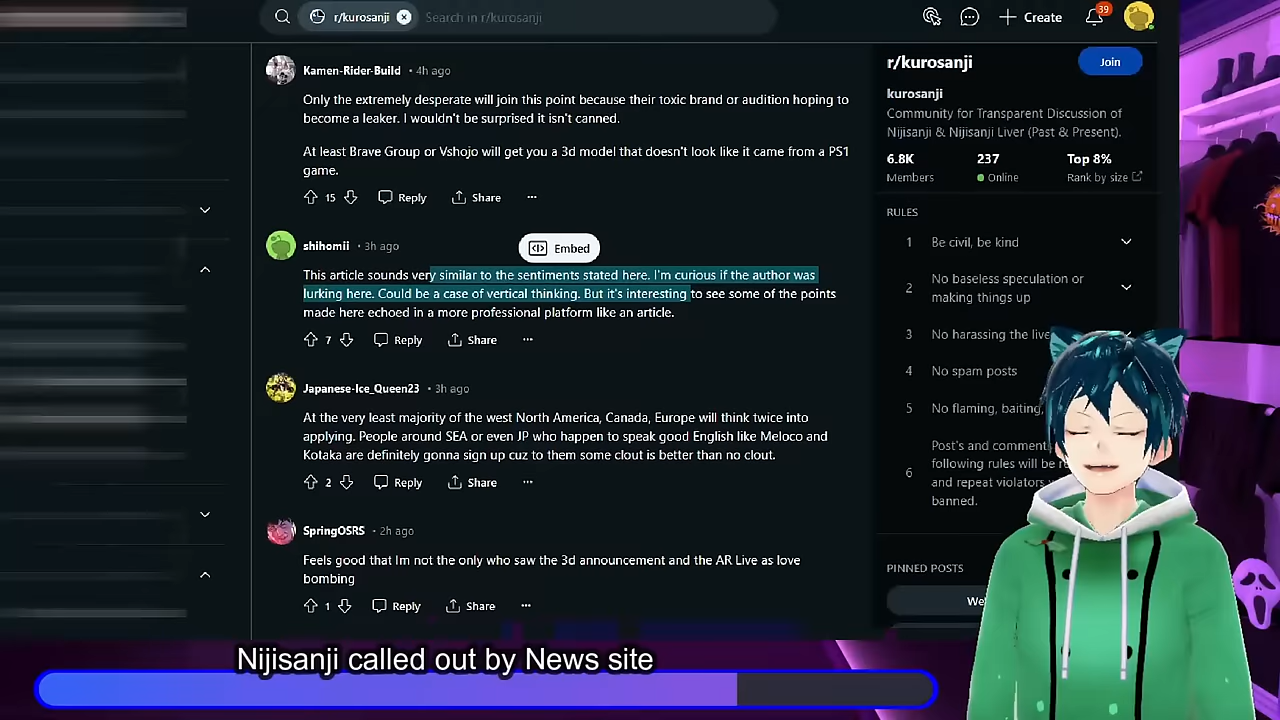 r/kurosanji
Search in r/kurosanji
Create
39
Kamen-Rider-Build • 4h ago
Only the extremely desperate will join this point because their toxic brand or audition hoping to
become a leaker. I wouldn't be surprised it isn't canned.
At least Brave Group or Vshojo will get you a 3d model that doesn't look like it came from a PS1
game.
15
Reply
Share
shihomii • 3h ago
Embed
This article sounds very similar to the sentiments stated here. I'm curious if the author was
lurking here. Could be a case of vertical thinking. But it's interesting to see some of the points
made here echoed in a more professional platform like an article.
7
Reply
Share
Japanese-Ice_Queen23 • 3h ago
At the very least majority of the west North America, Canada, Europe will think twice into
applying. People around SEA or even JP who happen to speak good English like Meloco and
Kotaka are definitely gonna sign up cuz to them some clout is better than no clout.
2
Reply
Share
SpringOSRS • 2h ago
Feels good that Im not the only who saw the 3d announcement and the AR Live as love
bombing
1
Reply
Share
r/kurosanji
Join
kurosanji
Community for Transparent Discussion of
Nijisanji & Nijisanji Liver (Past & Present).
6.8K
237
Top 8%
Members
Online
Rank by size
RULES
1 Be civil, be kind
2 No baseless speculation or
making things up
3 No harassing the live
4 No spam posts
5 No flaming, baiting,
6 Post's and comment
following rules will be r
and repeat violators
banned.
PINNED POSTS
We
Nijisanji called out by News site